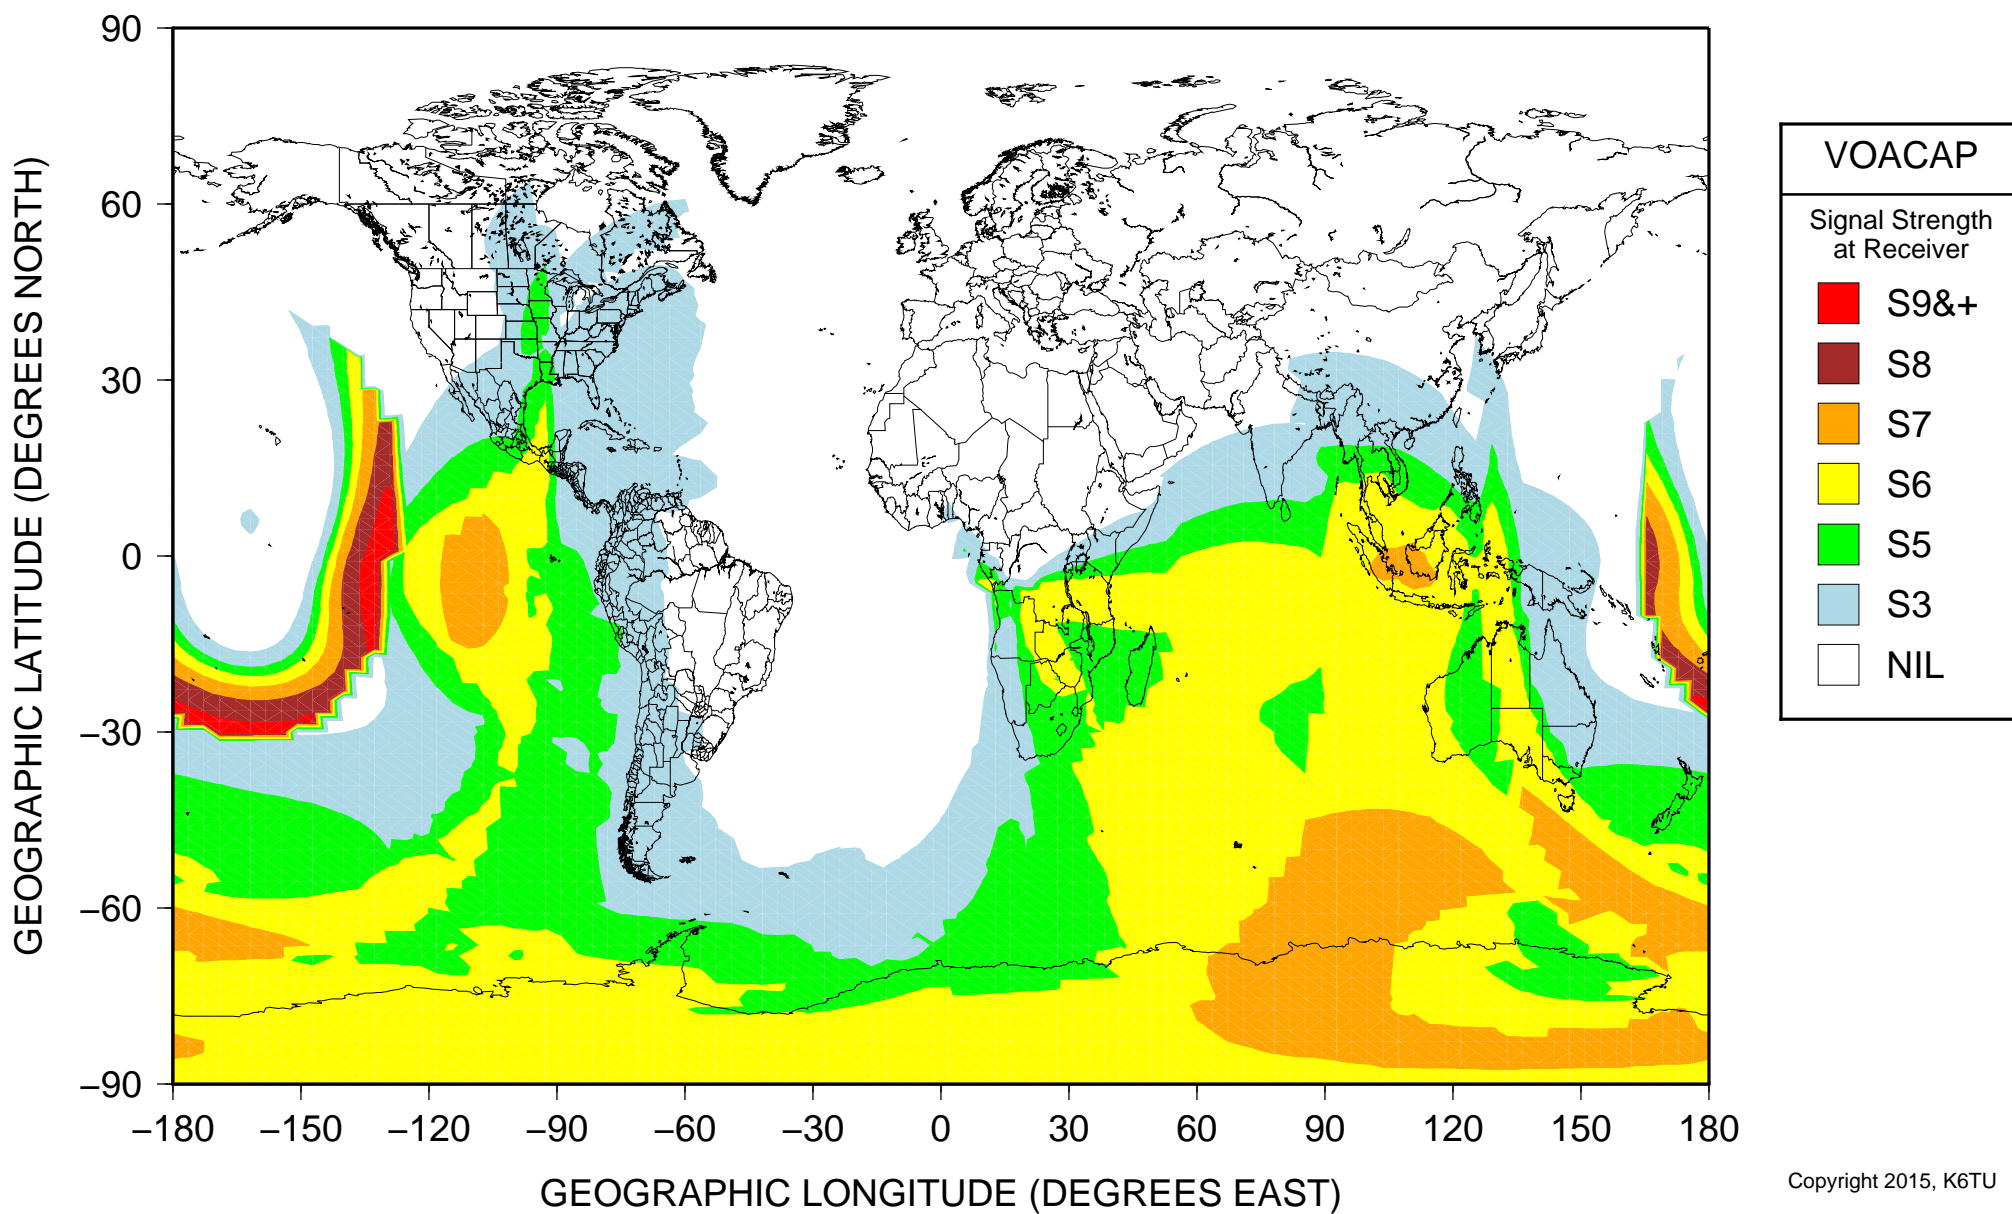 90
60
30
0
−30
−60
−90
GEOGRAPHIC LATITUDE (DEGREES NORTH)
−180 −150 −120 −90 −60 −30 0 30 60 90 120 150 180
GEOGRAPHIC LONGITUDE (DEGREES EAST)
VOACAP
Signal Strength
at Receiver
S9&+
S8
S7
S6
S5
S3
NIL
Copyright 2015, K6TU